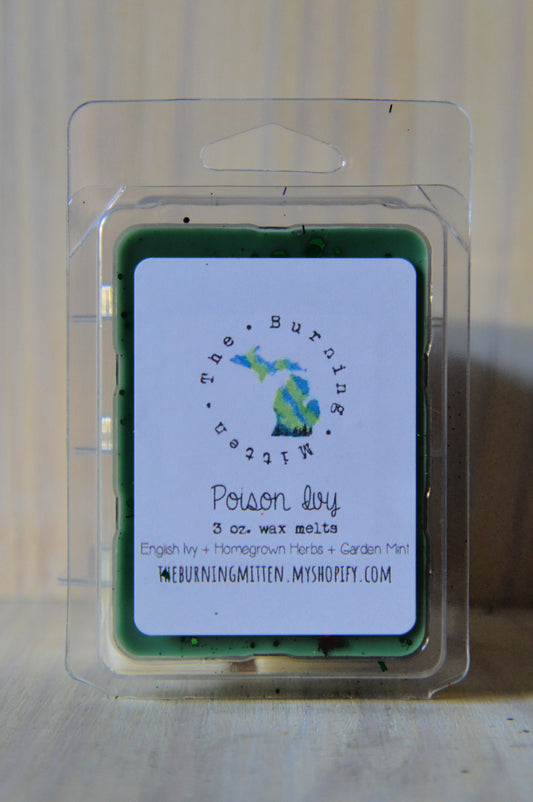 The • Burning • Mitten •
Poison Ivy
3 oz. wax melts
English Ivy + Homegrown Herbs + Garden Mint
THEBURNINGMITTEN.MYSHOPIFY.COM